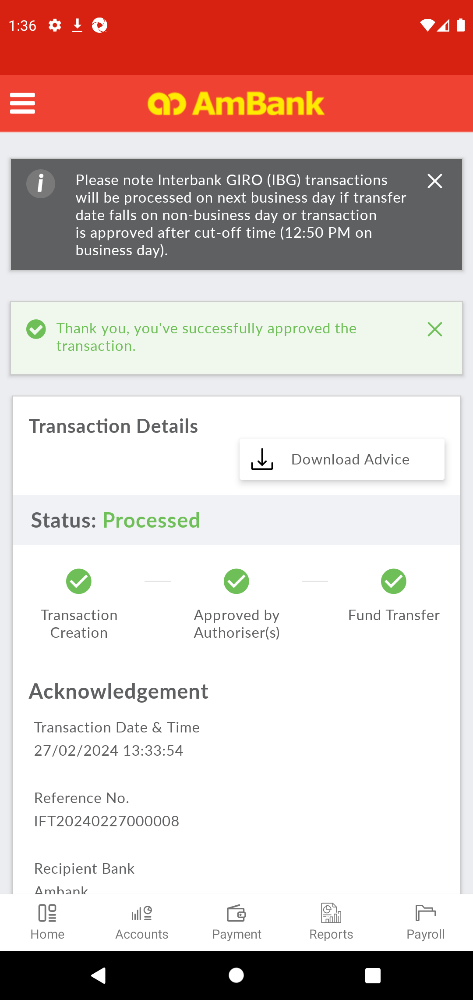 1:36
AmBank
Please note Interbank GIRO (IBG) transactions
will be processed on next business day if transfer
date falls on non-business day or transaction
is approved after cut-off time (12:50 PM on
business day).
Thank you, you've successfully approved the
transaction.
Transaction Details
Download Advice
Status: Processed
Transaction
Creation
Approved by
Authoriser(s)
Fund Transfer
Acknowledgement
Transaction Date & Time
27/02/2024 13:33:54
Reference No.
IFT20240227000008
Recipient Bank
Ambank
Home
Accounts
Payment
Reports
Payroll